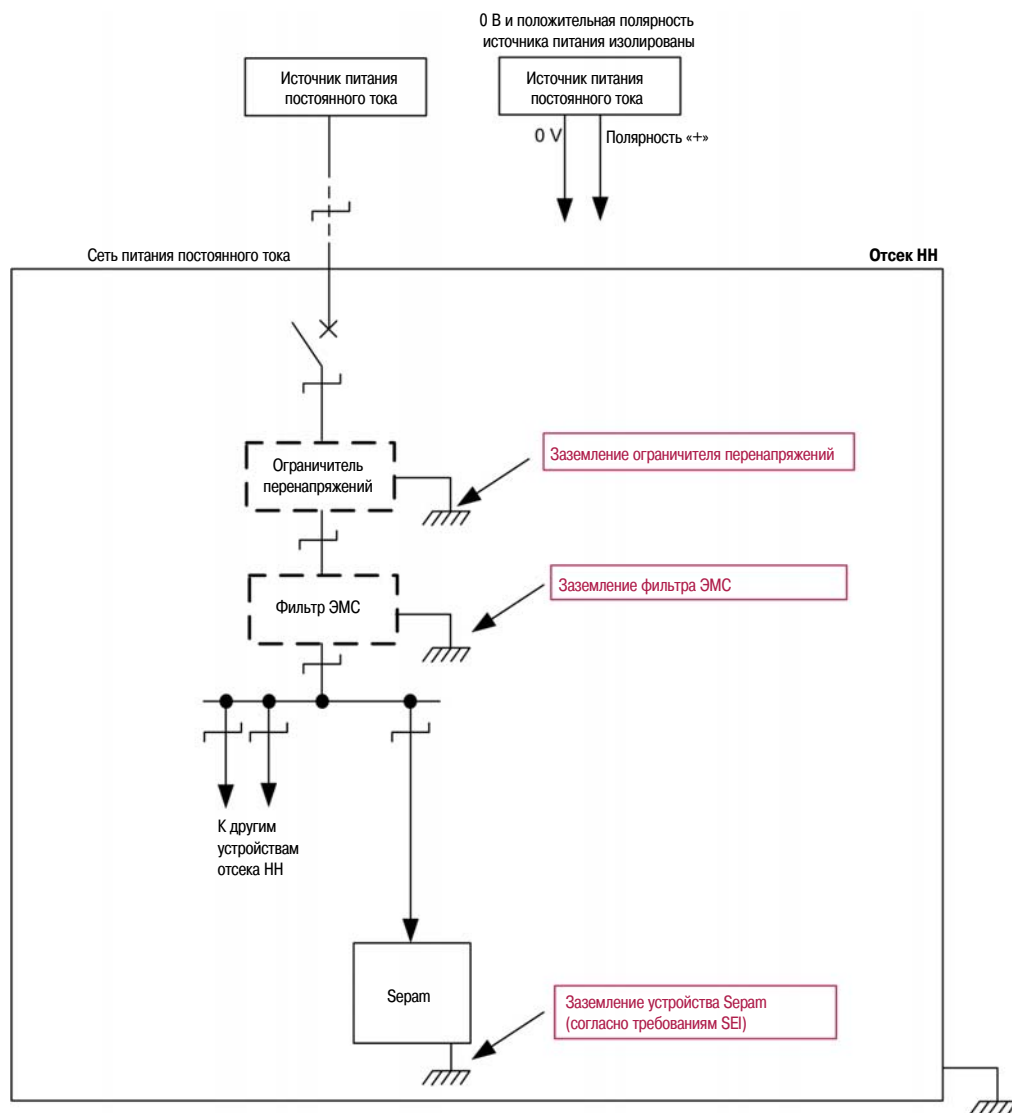 0 В и положительная полярность
источника питания изолированы
Источник питания
постоянного тока
Источник питания
постоянного тока
0 V
Полярность «+»
Сеть питания постоянного тока
Отсек НН
Ограничитель
перенапряжений
Заземление ограничителя перенапряжений
Фильтр ЭМС
Заземление фильтра ЭМС
К другим
устройствам
отсека НН
Sepam
Заземление устройства Sepam
(согласно требованиям SEI)